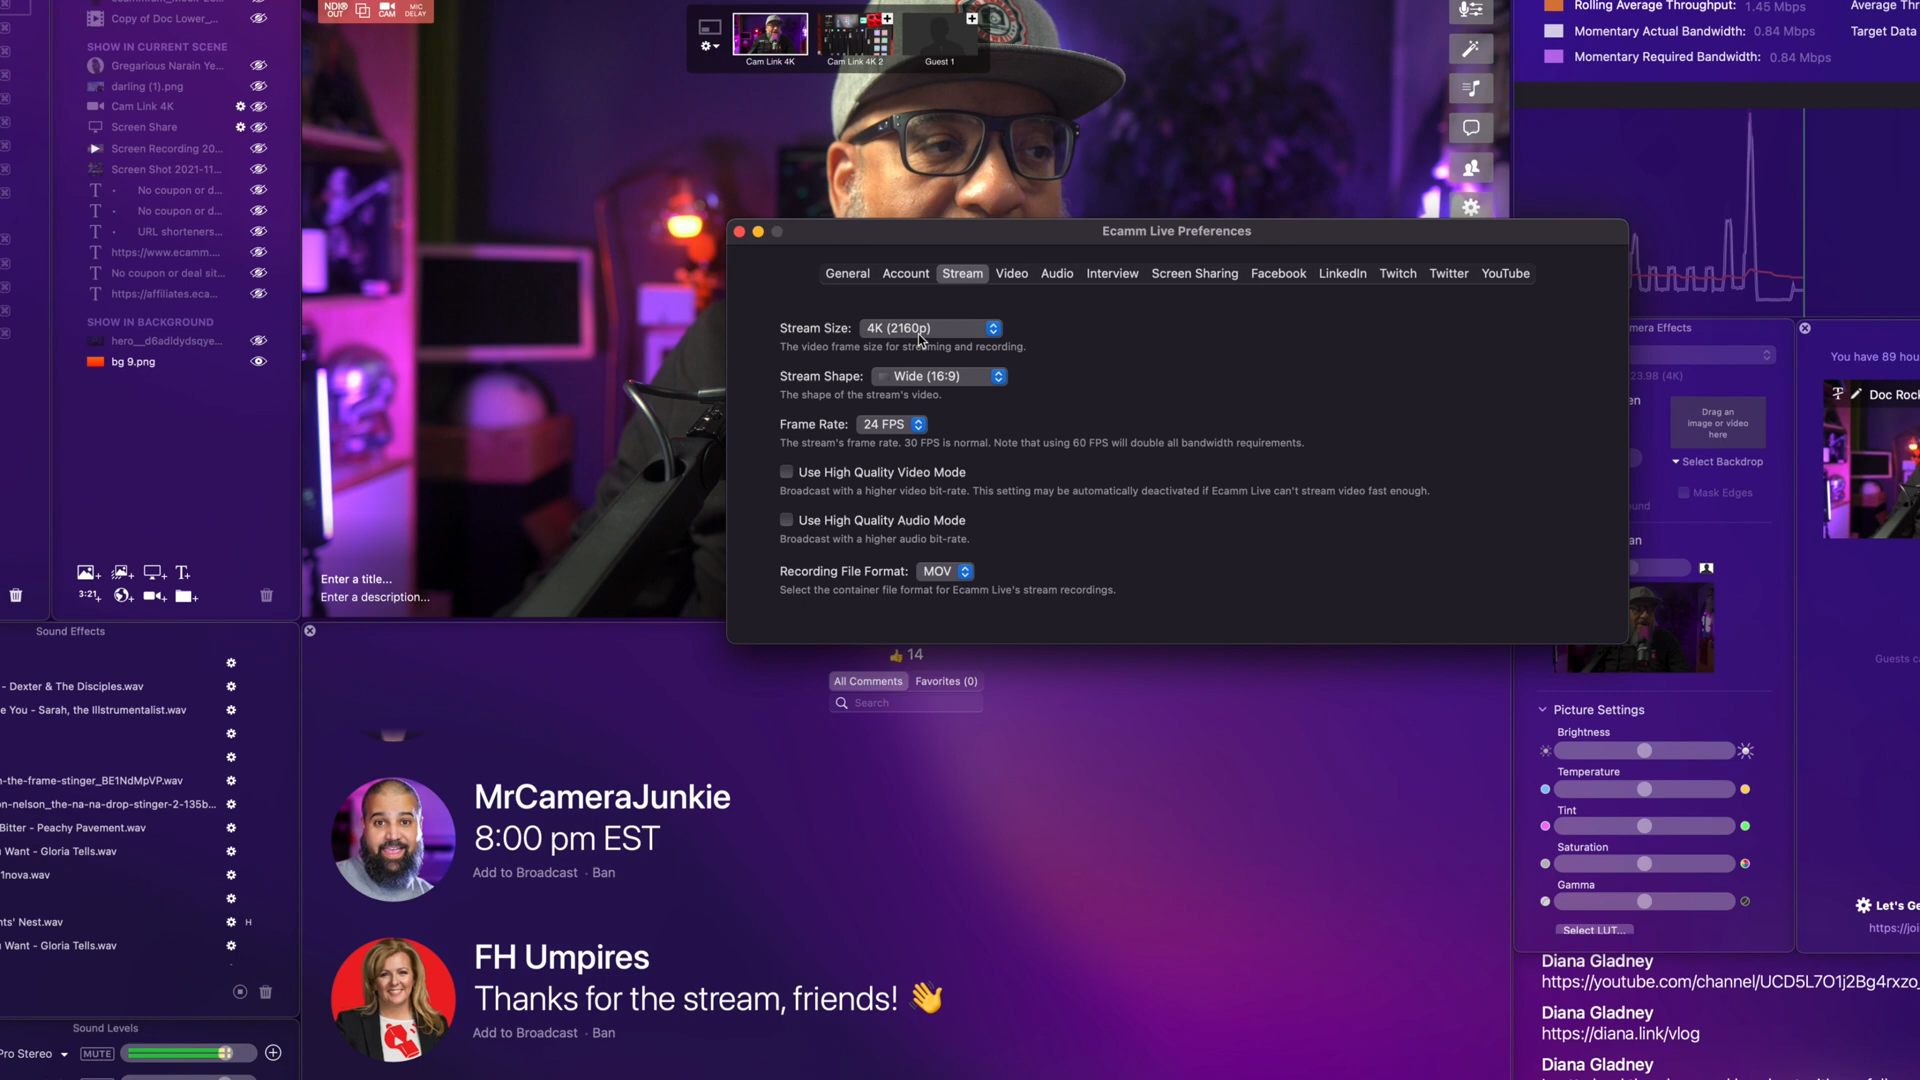 Copy of Doc Lower_...
SHOW IN CURRENT SCENE
Gregarious Narain Ye...
darling (1).png
Cam Link 4K
Screen Share
Screen Recording 20...
Screen Shot 2021-11...
T • No coupon or d...
T • No coupon or d...
T • URL shorteners...
T https://www.ecamm....
T No coupon or deal sit...
T https://affiliates.eca...
SHOW IN BACKGROUND
hero__d6adldydsqye...
bg 9.png
T+
3:21+
NDI® OUT
CAM
MIC DELAY
Cam Link 4K
Cam Link 4K 2
Guest 1
Rolling Average Throughput: 1.45 Mbps
Average Thr
Momentary Actual Bandwidth: 0.84 Mbps
Target Data
Momentary Required Bandwidth: 0.84 Mbps
Ecamm Live Preferences
General Account Stream Video Audio Interview Screen Sharing Facebook LinkedIn Twitch Twitter YouTube
Stream Size: 4K (2160p)
The video frame size for streaming and recording.
Stream Shape: Wide (16:9)
The shape of the stream's video.
Frame Rate: 24 FPS
The stream's frame rate. 30 FPS is normal. Note that using 60 FPS will double all bandwidth requirements.
Use High Quality Video Mode
Broadcast with a higher video bit-rate. This setting may be automatically deactivated if Ecamm Live can't stream video fast enough.
Use High Quality Audio Mode
Broadcast with a higher audio bit-rate.
Recording File Format: MOV
Select the container file format for Ecamm Live's stream recordings.
Enter a title...
Enter a description...
mera Effects
23.98 (4K)
en
Drag an
image or video
here
Select Backdrop
Mask Edges
ound
an
You have 89 hou
Doc Rock
Guests ca
Picture Settings
Brightness
Temperature
Tint
Saturation
Gamma
Select LUT...
Let's Ge
https://joi
Sound Effects
- Dexter & The Disciples.wav
e You - Sarah, the Illstrumentalist.wav
n-the-frame-stinger_BE1NdMpVP.wav
on-nelson_the-na-na-drop-stinger-2-135b...
Bitter - Peachy Pavement.wav
Want - Gloria Tells.wav
1nova.wav
nts' Nest.wav
H
u Want - Gloria Tells.wav
Sound Levels
Pro Stereo
MUTE
14
All Comments Favorites (0)
Search
MrCameraJunkie
8:00 pm EST
Add to Broadcast · Ban
FH Umpires
Thanks for the stream, friends! 👋
Add to Broadcast · Ban
Diana Gladney
https://youtube.com/channel/UCD5L7O1j2Bg4rxzo_
Diana Gladney
https://diana.link/vlog
Diana Gladney